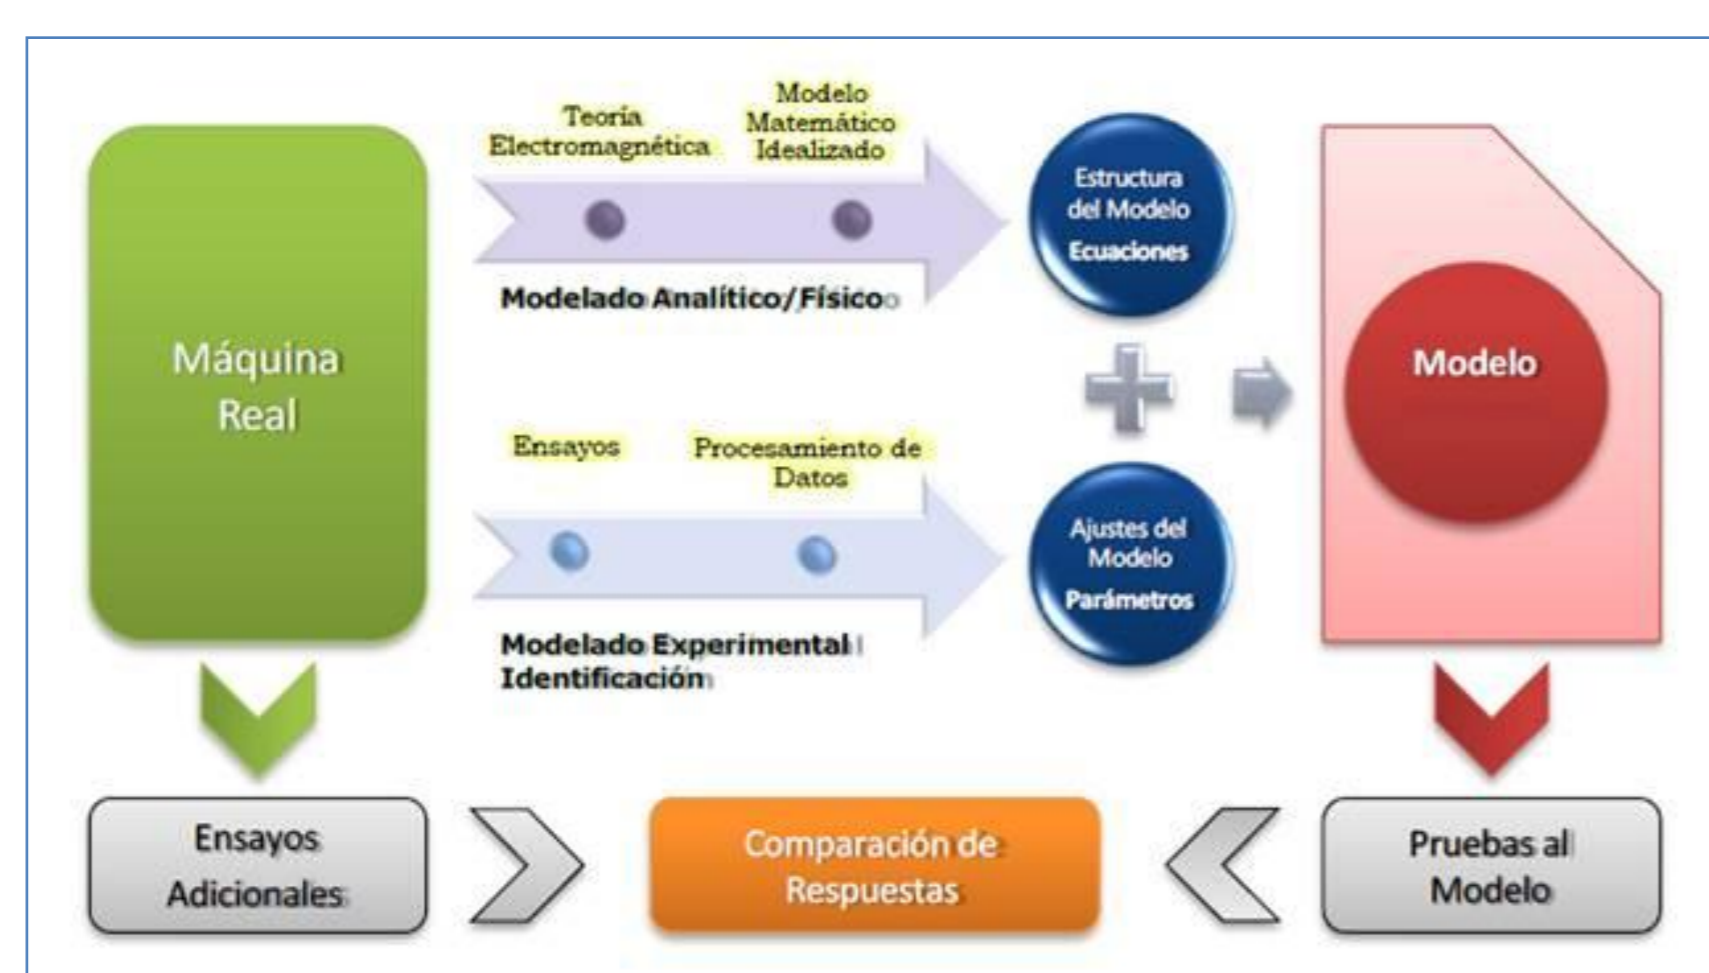 Máquina
Real
Teoría
Electromagnética
Modelo
Matemático
Idealizado
Modelado Analítico/Físico
Estructura
del Modelo
Ecuaciones
Ensayos
Procesamiento de
Datos
Modelado Experimental
Identificación
Ajustes del
Modelo
Parámetros
Modelo
Ensayos
Adicionales
Comparación de
Respuestas
Pruebas al
Modelo